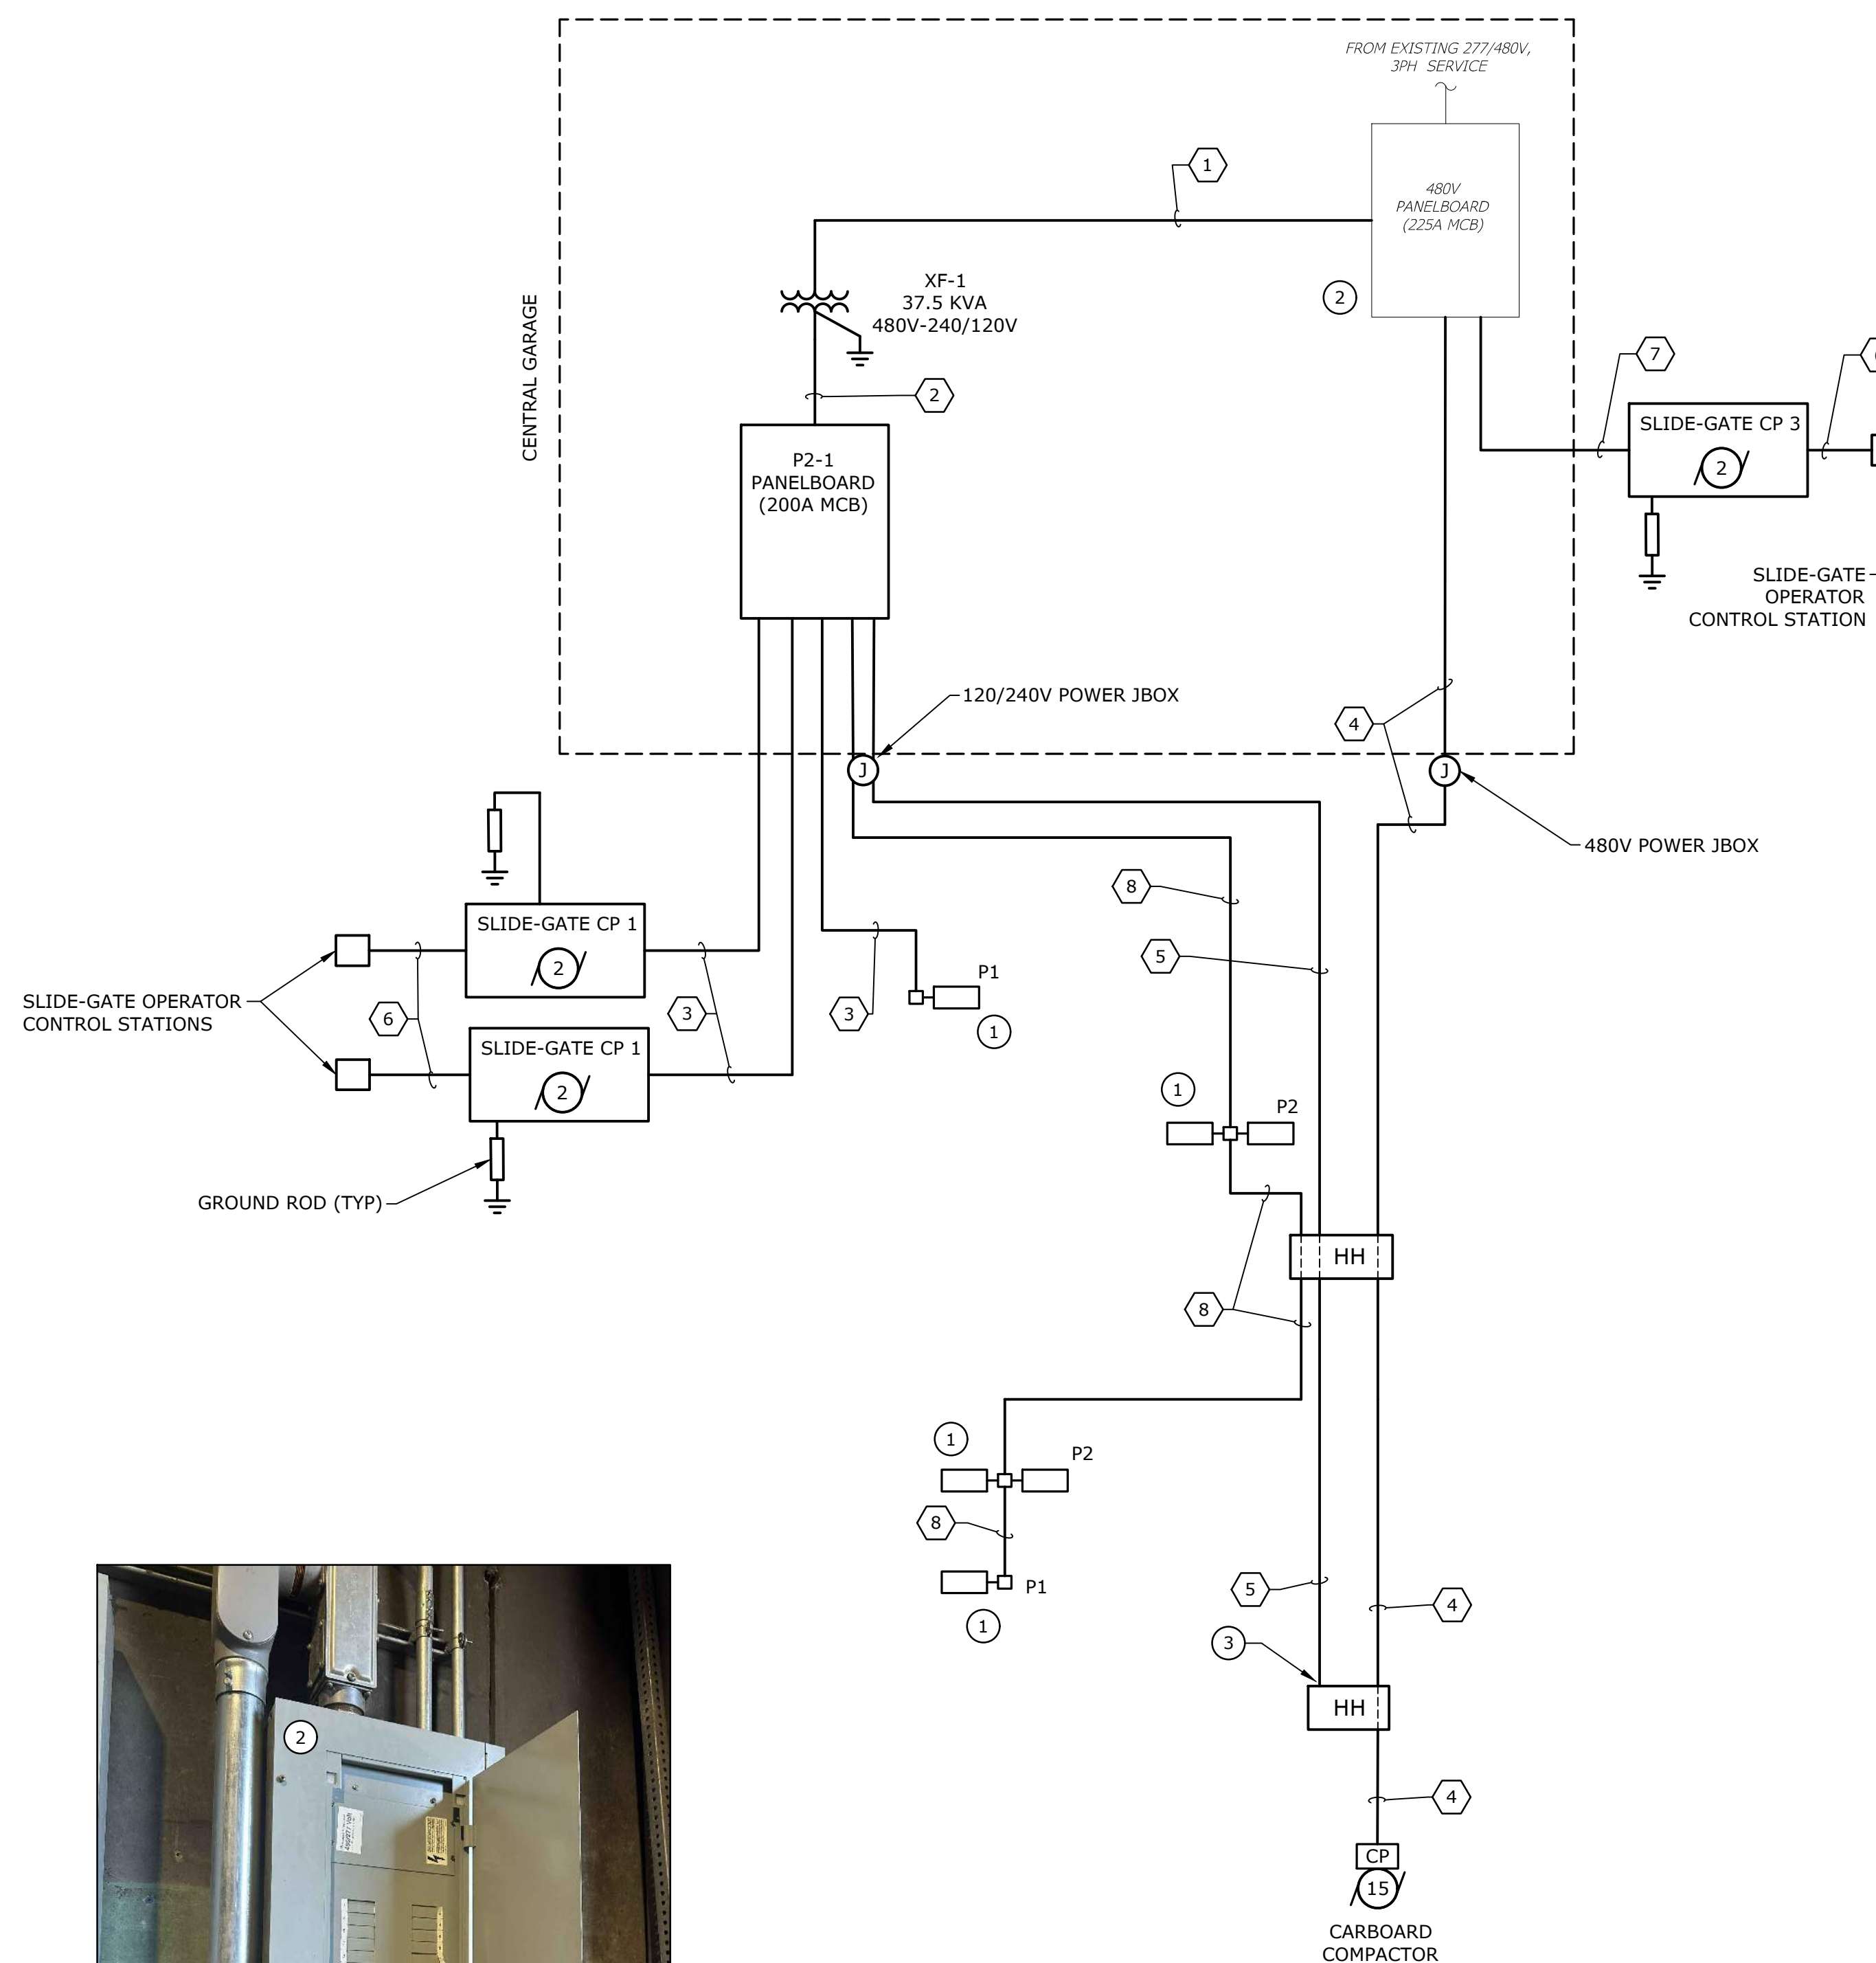 FROM EXISTING 277/480V,
3PH SERVICE
1
480V
PANELBOARD
(225A MCB)
2
XF-1
37.5 KVA
480V-240/120V
CENTRAL GARAGE
7
2
SLIDE-GATE CP 3
2
P2-1
PANELBOARD
(200A MCB)
SLIDE-GATE
OPERATOR
CONTROL STATION
120/240V POWER JBOX
4
J
J
480V POWER JBOX
8
SLIDE-GATE CP 1
2
5
P1
SLIDE-GATE OPERATOR
CONTROL STATIONS
6
3
3
1
SLIDE-GATE CP 1
2
1
P2
GROUND ROD (TYP)
HH
8
1
P2
8
P1
1
5
4
3
HH
2
4
CP
15
CARBOARD
COMPACTOR